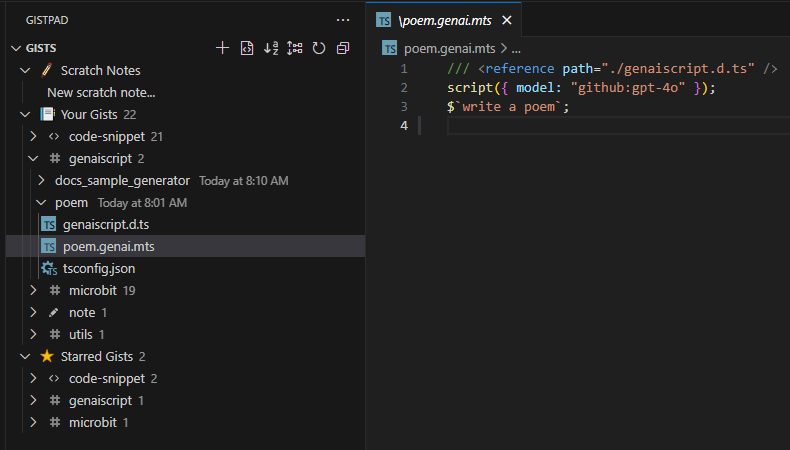 GISTPAD
GISTS
Scratch Notes
New scratch note...
Your Gists 22
code-snippet 21
genaiscript 2
docs_sample_generator Today at 8:10 AM
poem Today at 8:01 AM
TS genaiscript.d.ts
TS poem.genai.mts
TS tsconfig.json
microbit 19
note 1
utils 1
Starred Gists 2
code-snippet 2
genaiscript 1
microbit 1
TS \poem.genai.mts
TS poem.genai.mts > ...
1 /// <reference path="./genaiscript.d.ts" />
2 script({ model: "github:gpt-4o" });
3 $`write a poem`;
4